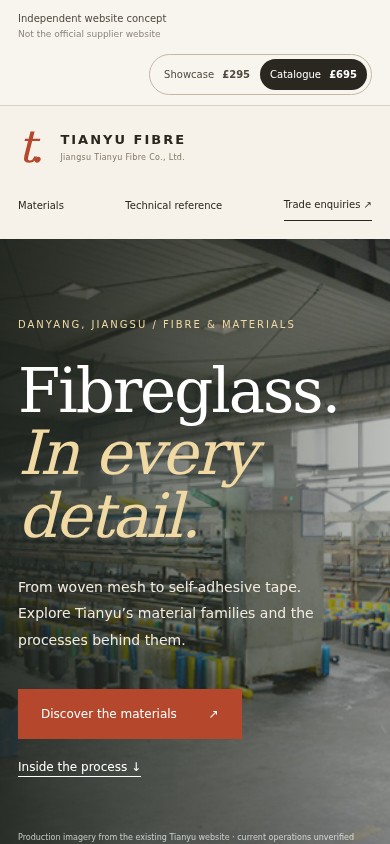 Independent website concept
Not the official supplier website
Showcase £295 Catalogue £695
t.
TIANYU FIBRE
Jiangsu Tianyu Fibre Co., Ltd.
Materials Technical reference Trade enquiries ↗
DANYANG, JIANGSU / FIBRE & MATERIALS
Fibreglass.
In every
detail.
From woven mesh to self-adhesive tape.
Explore Tianyu’s material families and the
processes behind them.
Discover the materials ↗
Inside the process ↓
Production imagery from the existing Tianyu website · current operations unverified